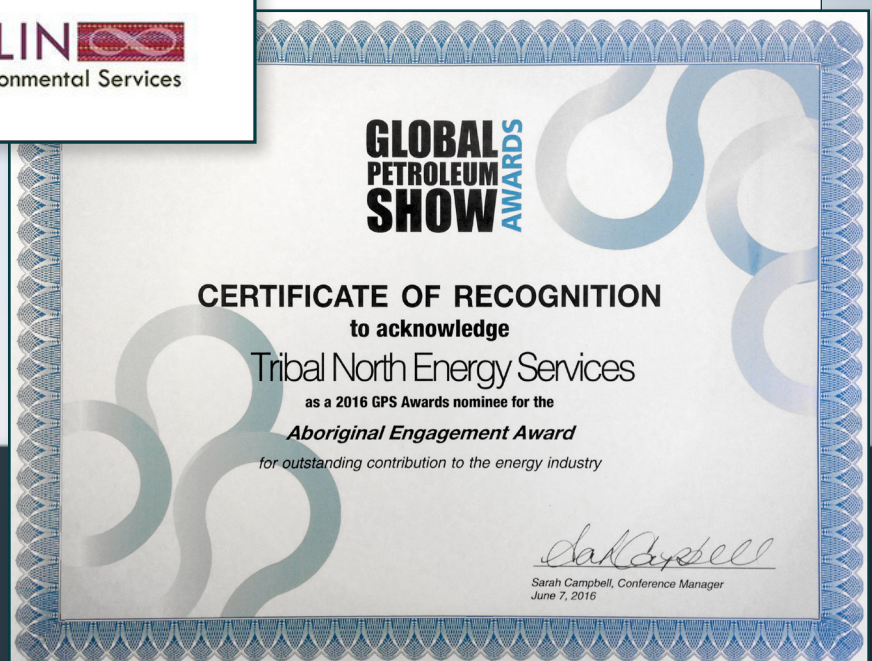 LIN
onmental Services
GLOBAL
PETROLEUM
SHOW
AWARDS
CERTIFICATE OF RECOGNITION
to acknowledge
Tribal North Energy Services
as a 2016 GPS Awards nominee for the
Aboriginal Engagement Award
for outstanding contribution to the energy industry
Sarah Campbell, Conference Manager
June 7, 2016